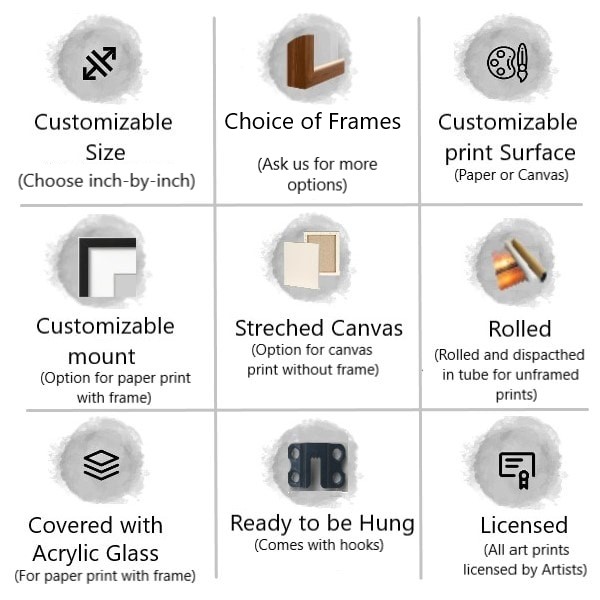 Customizable
Size
(Choose inch-by-inch)
Choice of Frames
(Ask us for more
options)
Customizable
print Surface
(Paper or Canvas)
Customizable
mount
(Option for paper print
with frame)
Streched Canvas
(Option for canvas
print without frame)
Rolled
(Rolled and dispacthed
in tube for unframed
prints)
Covered with
Acrylic Glass
(For paper print with frame)
Ready to be Hung
(Comes with hooks)
Licensed
(All art prints
licensed by Artists)